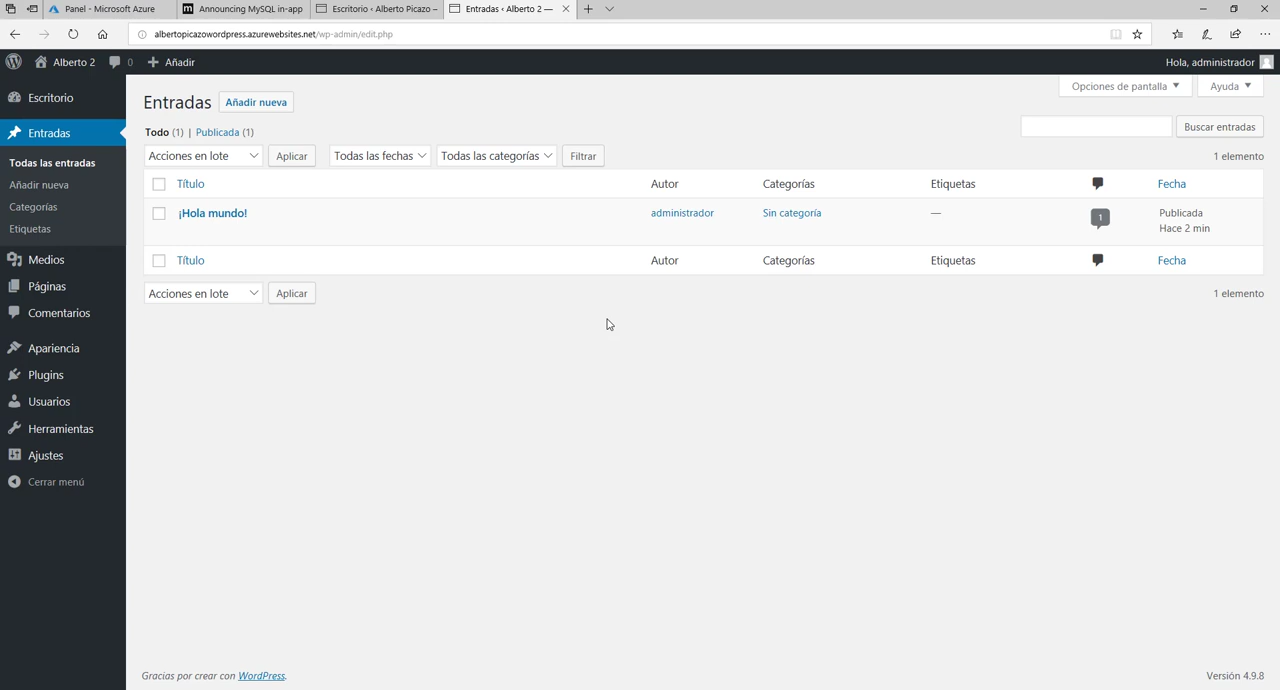 Panel - Microsoft Azure
Announcing MySQL in-app
Escritorio ‹ Alberto Picazo –
Entradas ‹ Alberto 2 —
albertopicazowordpress.azurewebsites.net/wp-admin/edit.php
Alberto 2
0
Añadir
Hola, administrador
Escritorio
Entradas
Todas las entradas
Añadir nueva
Categorías
Etiquetas
Medios
Páginas
Comentarios
Apariencia
Plugins
Usuarios
Herramientas
Ajustes
Cerrar menú
Opciones de pantalla
Ayuda
Entradas
Añadir nueva
Todo (1) | Publicada (1)
Buscar entradas
Acciones en lote
Aplicar
Todas las fechas
Todas las categorías
Filtrar
1 elemento
Título Autor Categorías Etiquetas Fecha
¡Hola mundo! administrador Sin categoría — 1 Publicada
Hace 2 min
Título Autor Categorías Etiquetas Fecha
Acciones en lote
Aplicar
1 elemento
Gracias por crear con WordPress.
Versión 4.9.8